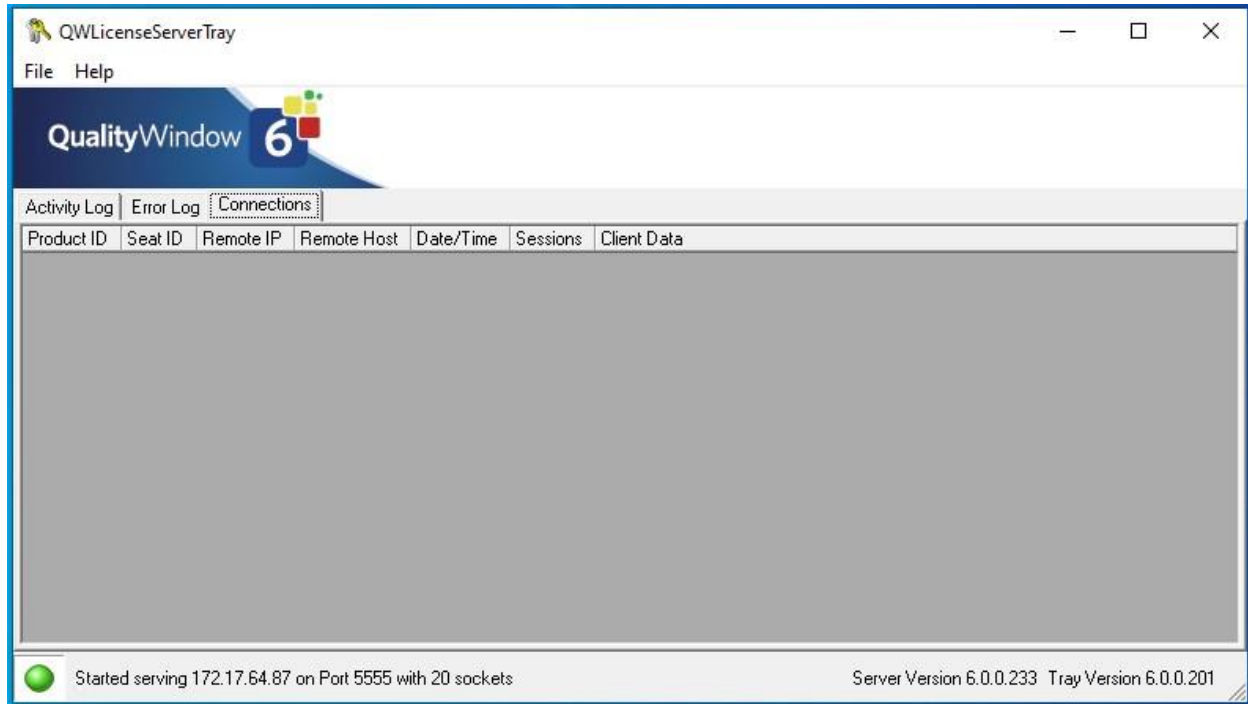 QWLicenseServerTray
File Help
QualityWindow 6
Activity Log Error Log Connections
Product ID Seat ID Remote IP Remote Host Date/Time Sessions Client Data
Started serving 172.17.64.87 on Port 5555 with 20 sockets Server Version 6.0.0.233 Tray Version 6.0.0.201